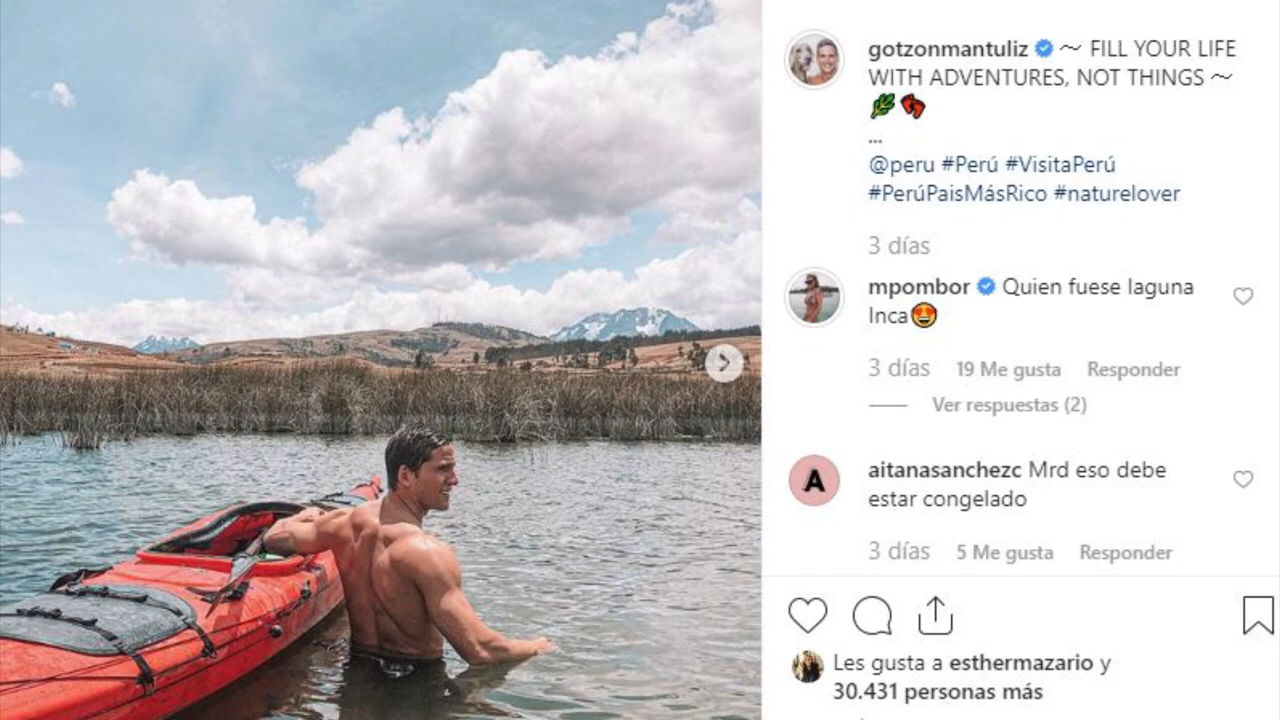 gotzonmantuliz ~ FILL YOUR LIFE
WITH ADVENTURES, NOT THINGS ~
🌿👣
...
@peru #Perú #VisitaPerú
#PerúPaisMásRico #naturelover
3 días
mpombor Quien fuese laguna
Inca😍
3 días 19 Me gusta Responder
Ver respuestas (2)
A
aitanasanchezc Mrd eso debe
estar congelado
3 días 5 Me gusta Responder
Les gusta a esthermazario y
30.431 personas más